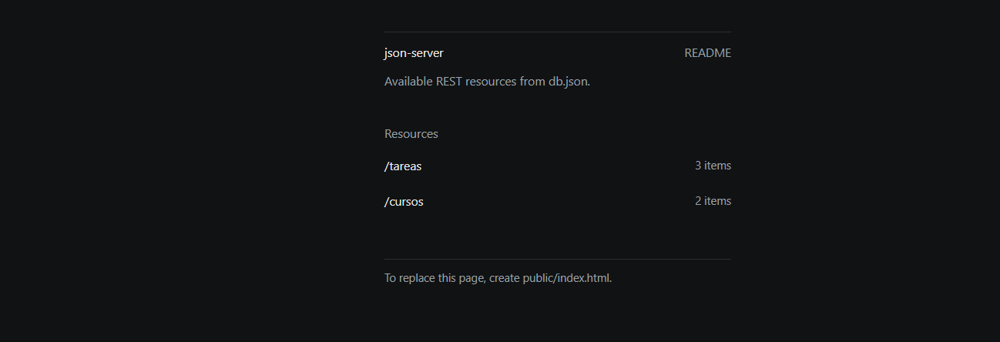 json-server README
Available REST resources from db.json.
Resources
/tareas 3 items
/cursos 2 items
To replace this page, create public/index.html.